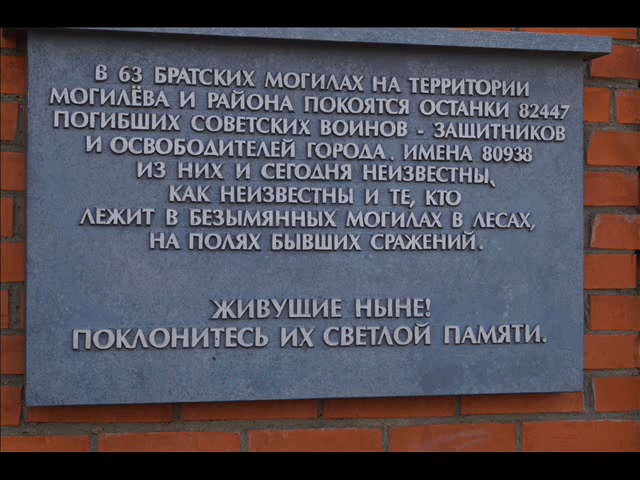 В 63 БРАТСКИХ МОГИЛАХ НА ТЕРРИТОРИИ
МОГИЛЁВА И РАЙОНА ПОКОЯТСЯ ОСТАНКИ 82447
ПОГИБШИХ СОВЕТСКИХ ВОИНОВ - ЗАЩИТНИКОВ
И ОСВОБОДИТЕЛЕЙ ГОРОДА. ИМЕНА 80938
ИЗ НИХ И СЕГОДНЯ НЕИЗВЕСТНЫ,
КАК НЕИЗВЕСТНЫ И ТЕ, КТО
ЛЕЖИТ В БЕЗЫМЯННЫХ МОГИЛАХ В ЛЕСАХ,
НА ПОЛЯХ БЫВШИХ СРАЖЕНИЙ.
ЖИВУЩИЕ НЫНЕ!
ПОКЛОНИТЕСЬ ИХ СВЕТЛОЙ ПАМЯТИ.